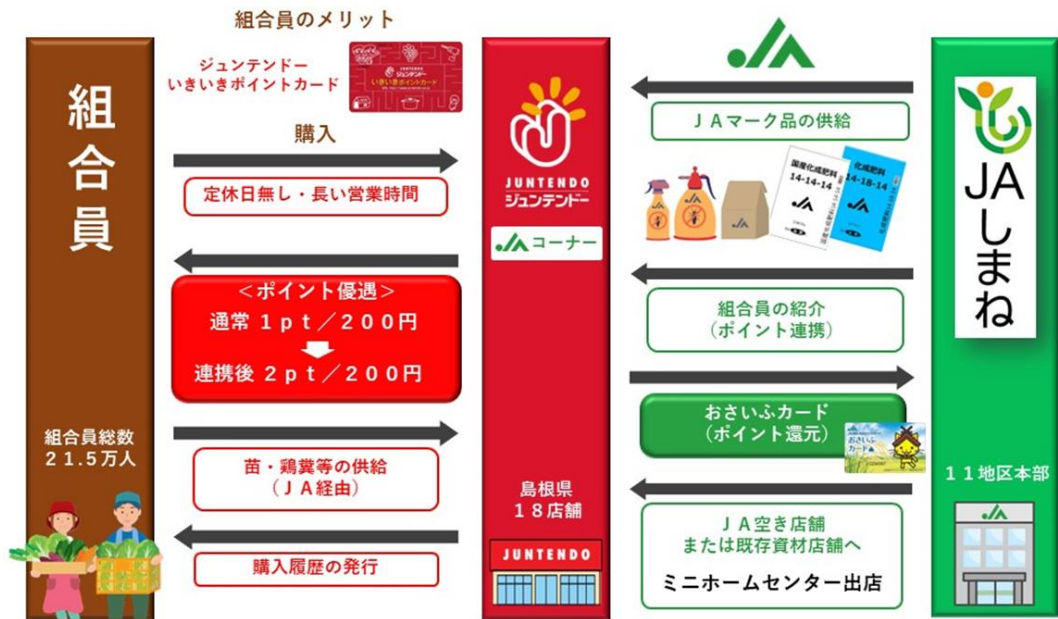 組合員のメリット
ジュンテンドー
いきいきポイントカード
JUNTENDO
ジュンテンドー
いきいきポイントカード
組合員
購入
定休日無し・長い営業時間
<ポイント優遇>
通常 1pt/200円
連携後 2pt/200円
苗・鶏糞等の供給
(JA経由)
購入履歴の発行
組合員総数
21.5万人
JUNTENDO
ジュンテンドー
JAコーナー
島根県
18店舗
JUNTENDO
JA
JAマーク品の供給
国産化成肥料
14-14-14
JA
化成肥料
14-18-14
JA
組合員の紹介
(ポイント連携)
おさいふカード
(ポイント還元)
おさいふ
カード
JA空き店舗
または既存資材店舗へ
ミニホームセンター出店
JAしまね
11地区本部
JA